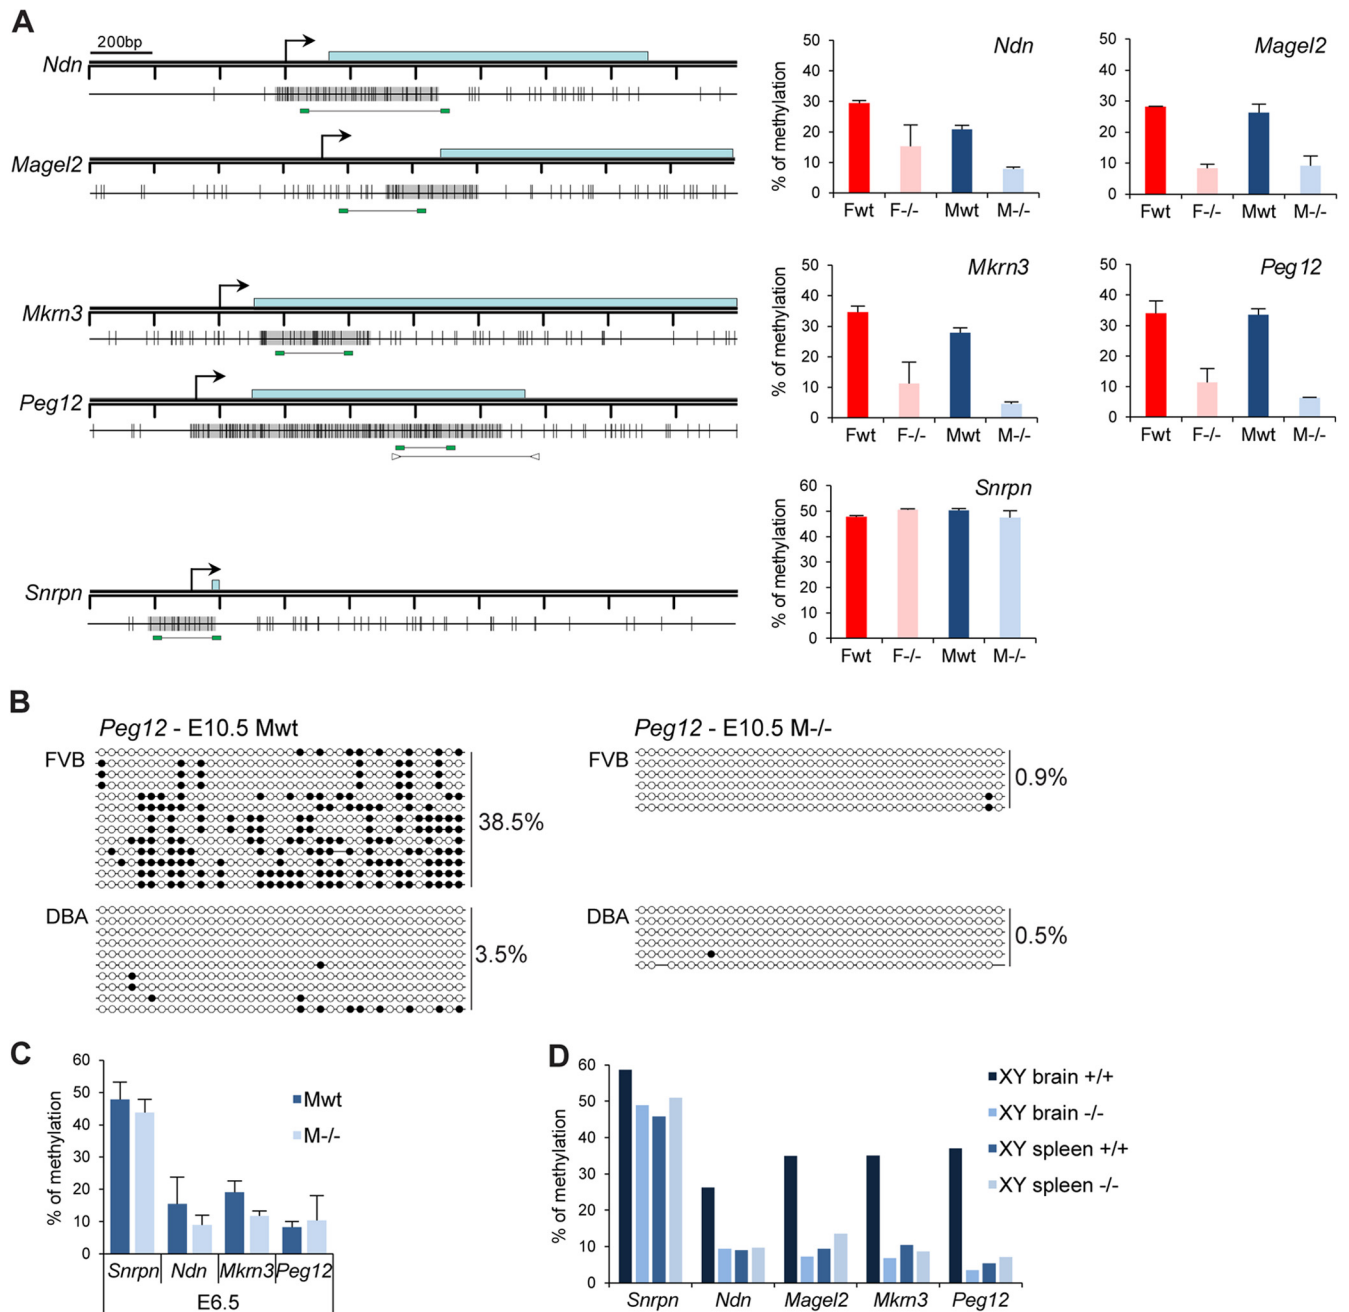 A
200bp
Ndn
Magel2
Mkrn3
Peg12
Snrpn
Ndn
% of methylation
50
40
30
20
10
0
Fwt F-/- Mwt M-/-
Magel2
50
40
30
20
10
0
Fwt F-/- Mwt M-/-
Mkrn3
% of methylation
50
40
30
20
10
0
Fwt F-/- Mwt M-/-
Peg12
50
40
30
20
10
0
Fwt F-/- Mwt M-/-
Snrpn
% of methylation
60
50
40
30
20
10
0
Fwt F-/- Mwt M-/-
B
Peg12 - E10.5 Mwt
FVB
38.5%
DBA
3.5%
Peg12 - E10.5 M-/-
FVB
0.9%
DBA
0.5%
C
% of methylation
60
50
40
30
20
10
0
Mwt
M-/-
Snrpn Ndn Mkrn3 Peg12
E6.5
D
% of methylation
60
50
40
30
20
10
0
XY brain +/+
XY brain -/-
XY spleen +/+
XY spleen -/-
Snrpn Ndn Magel2 Mkrn3 Peg12